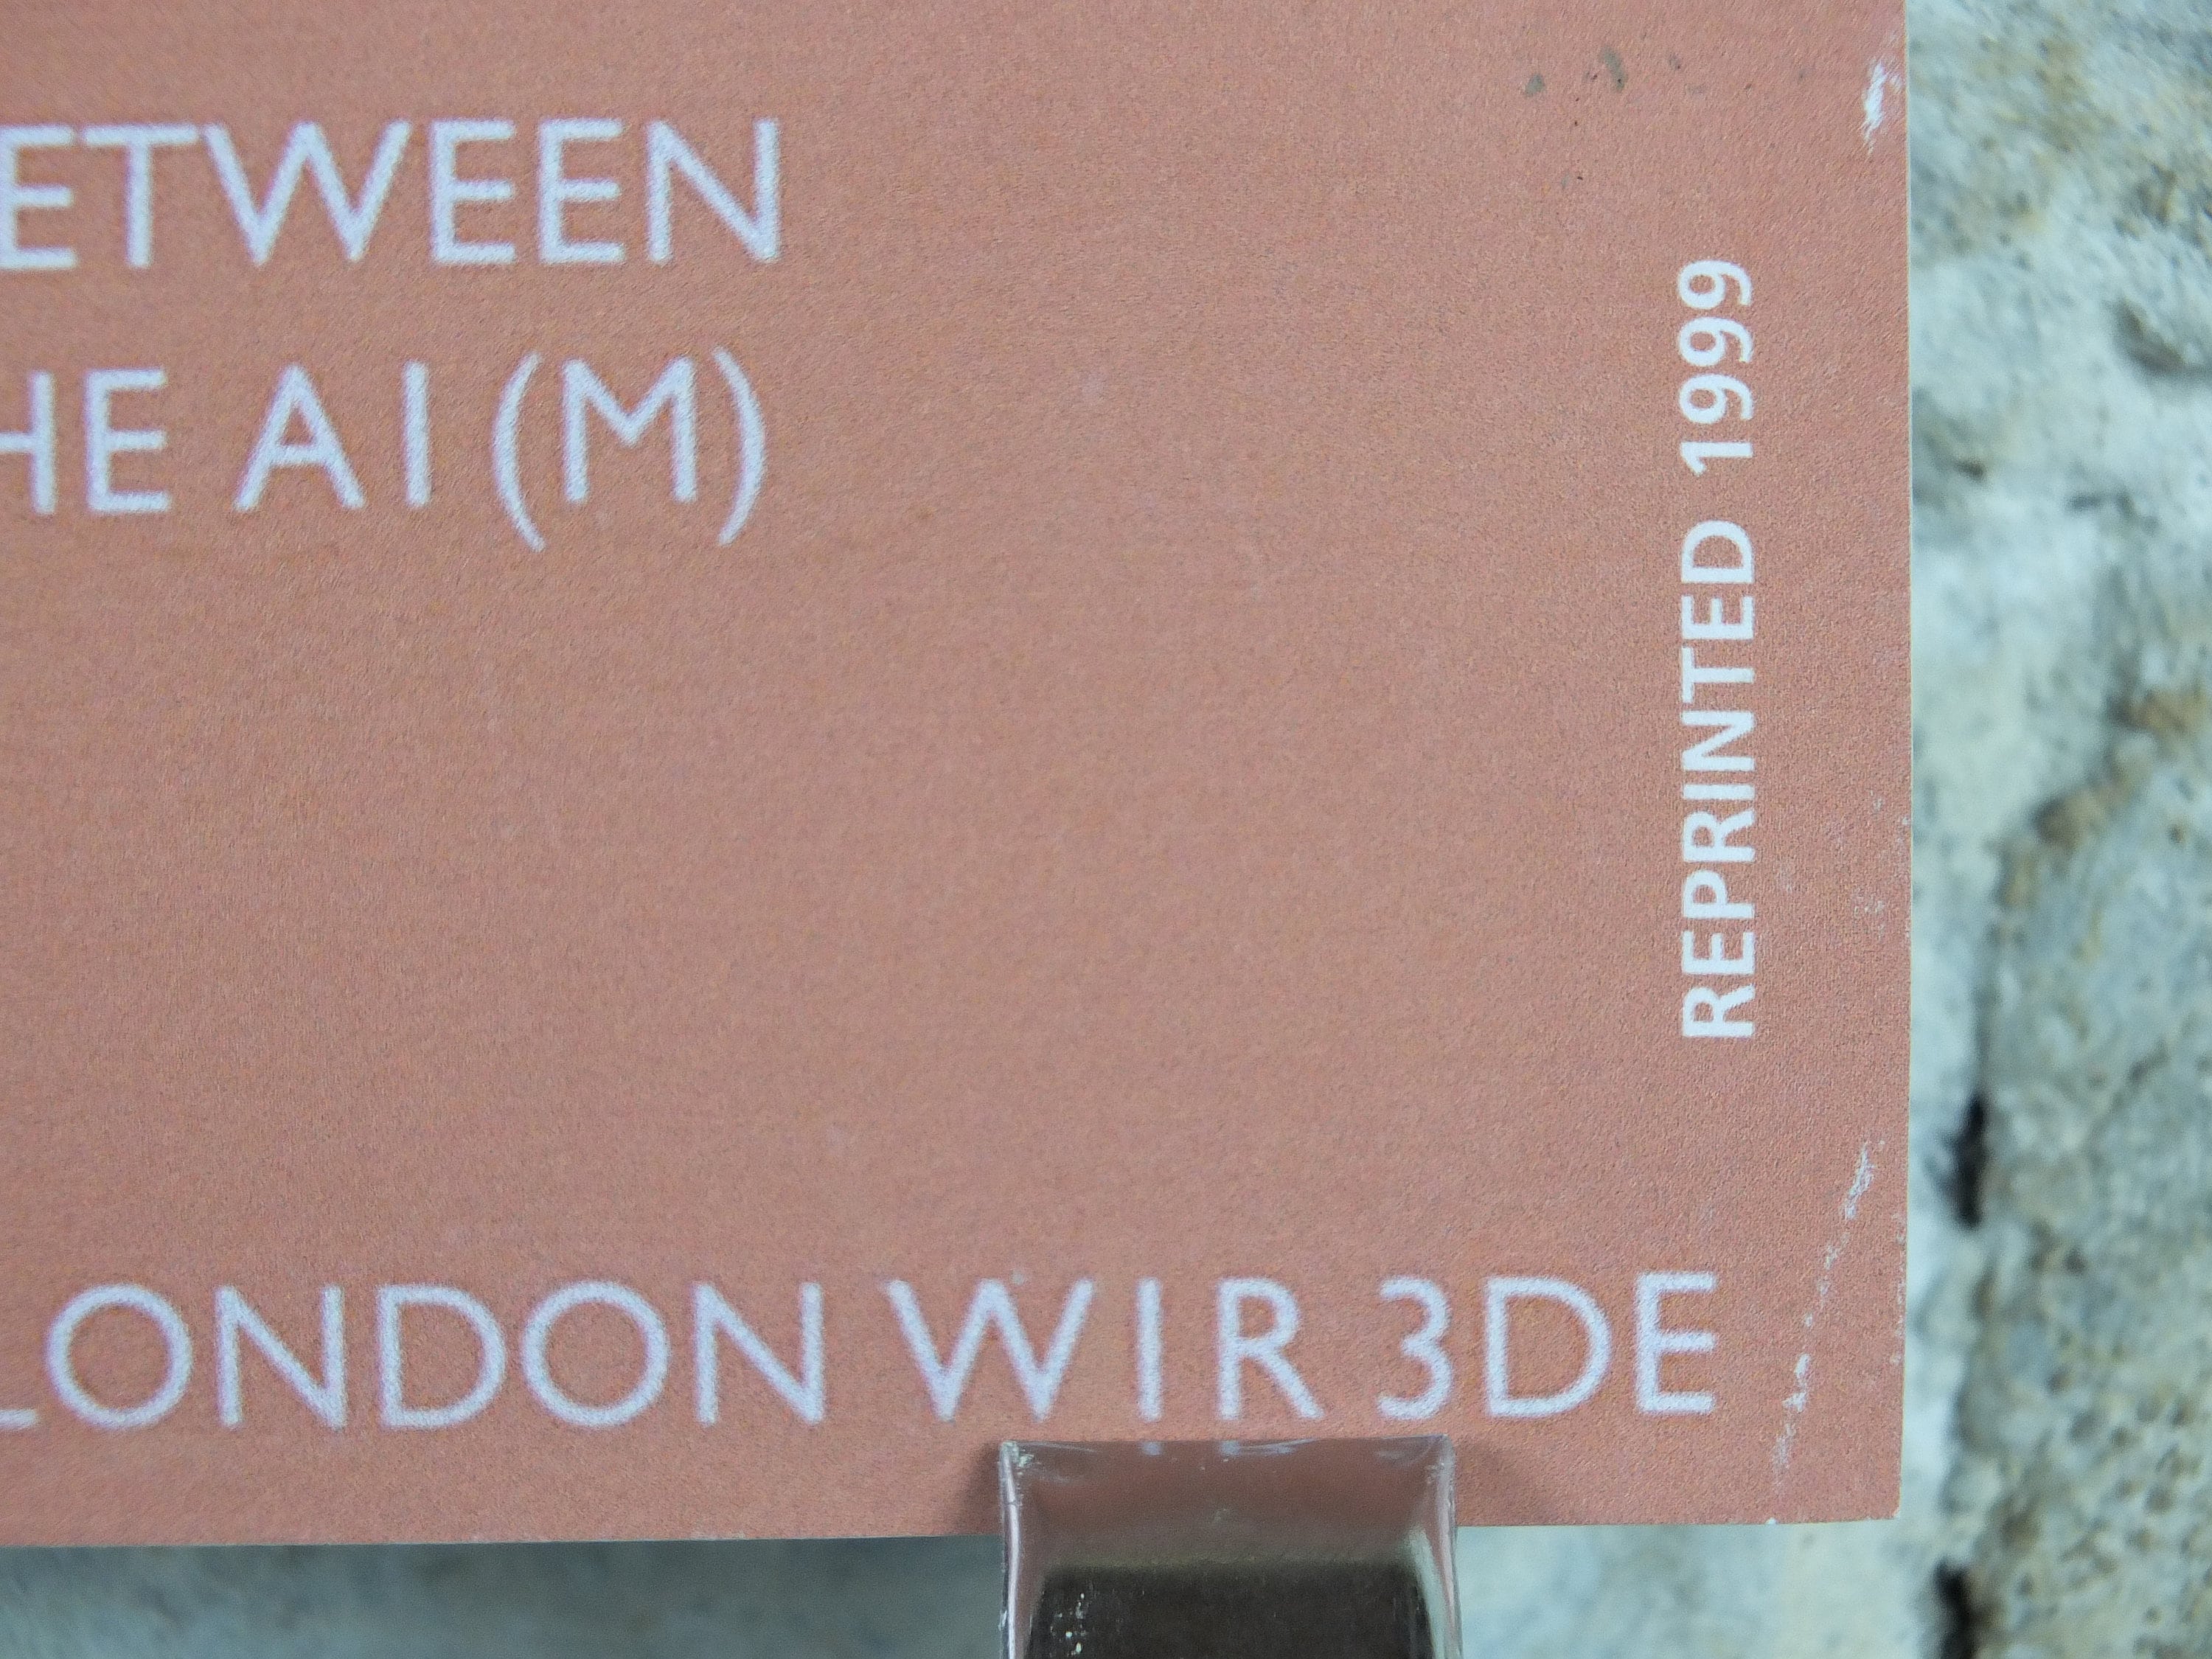 ETWEEN
HE A1(M)
LONDON W1R 3DE
REPRINTED 1999